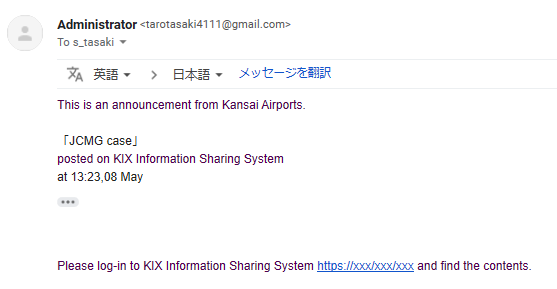 Administrator <tarotasaki4111@gmail.com>
To s_tasaki
英語 > 日本語 メッセージを翻訳
This is an announcement from Kansai Airports.
「JCMG case」
posted on KIX Information Sharing System
at 13:23,08 May
Please log-in to KIX Information Sharing System https://xxx/xxx/xxx and find the contents.